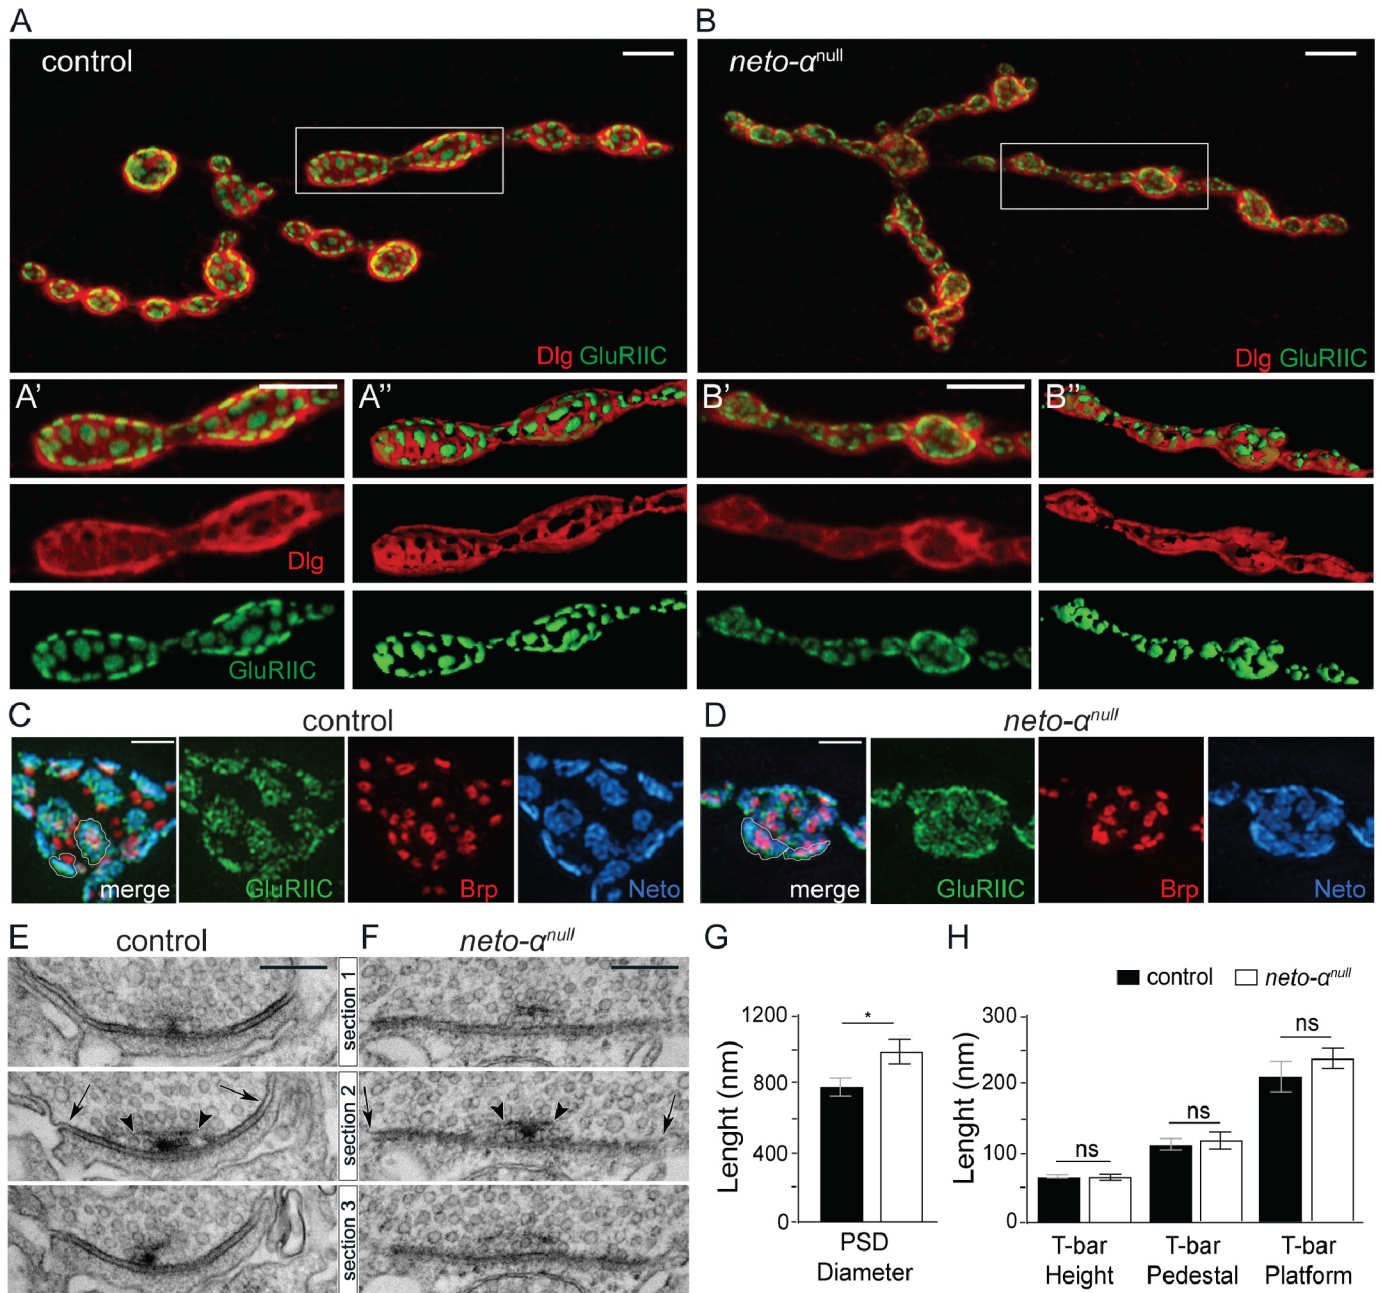 A
B
control
neto-αnull
Dlg GluRIIC
Dlg GluRIIC
A'
A''
B'
B''
Dlg
GluRIIC
C
control
D
neto-αnull
merge
GluRIIC
Brp
Neto
merge
GluRIIC
Brp
Neto
E
control
F
neto-αnull
section 1
section 2
section 3
G
Lenght (nm)
1200
800
400
0
*
PSD
Diameter
H
control
neto-αnull
Lenght (nm)
300
200
100
0
ns
ns
ns
T-bar
Height
T-bar
Pedestal
T-bar
Platform